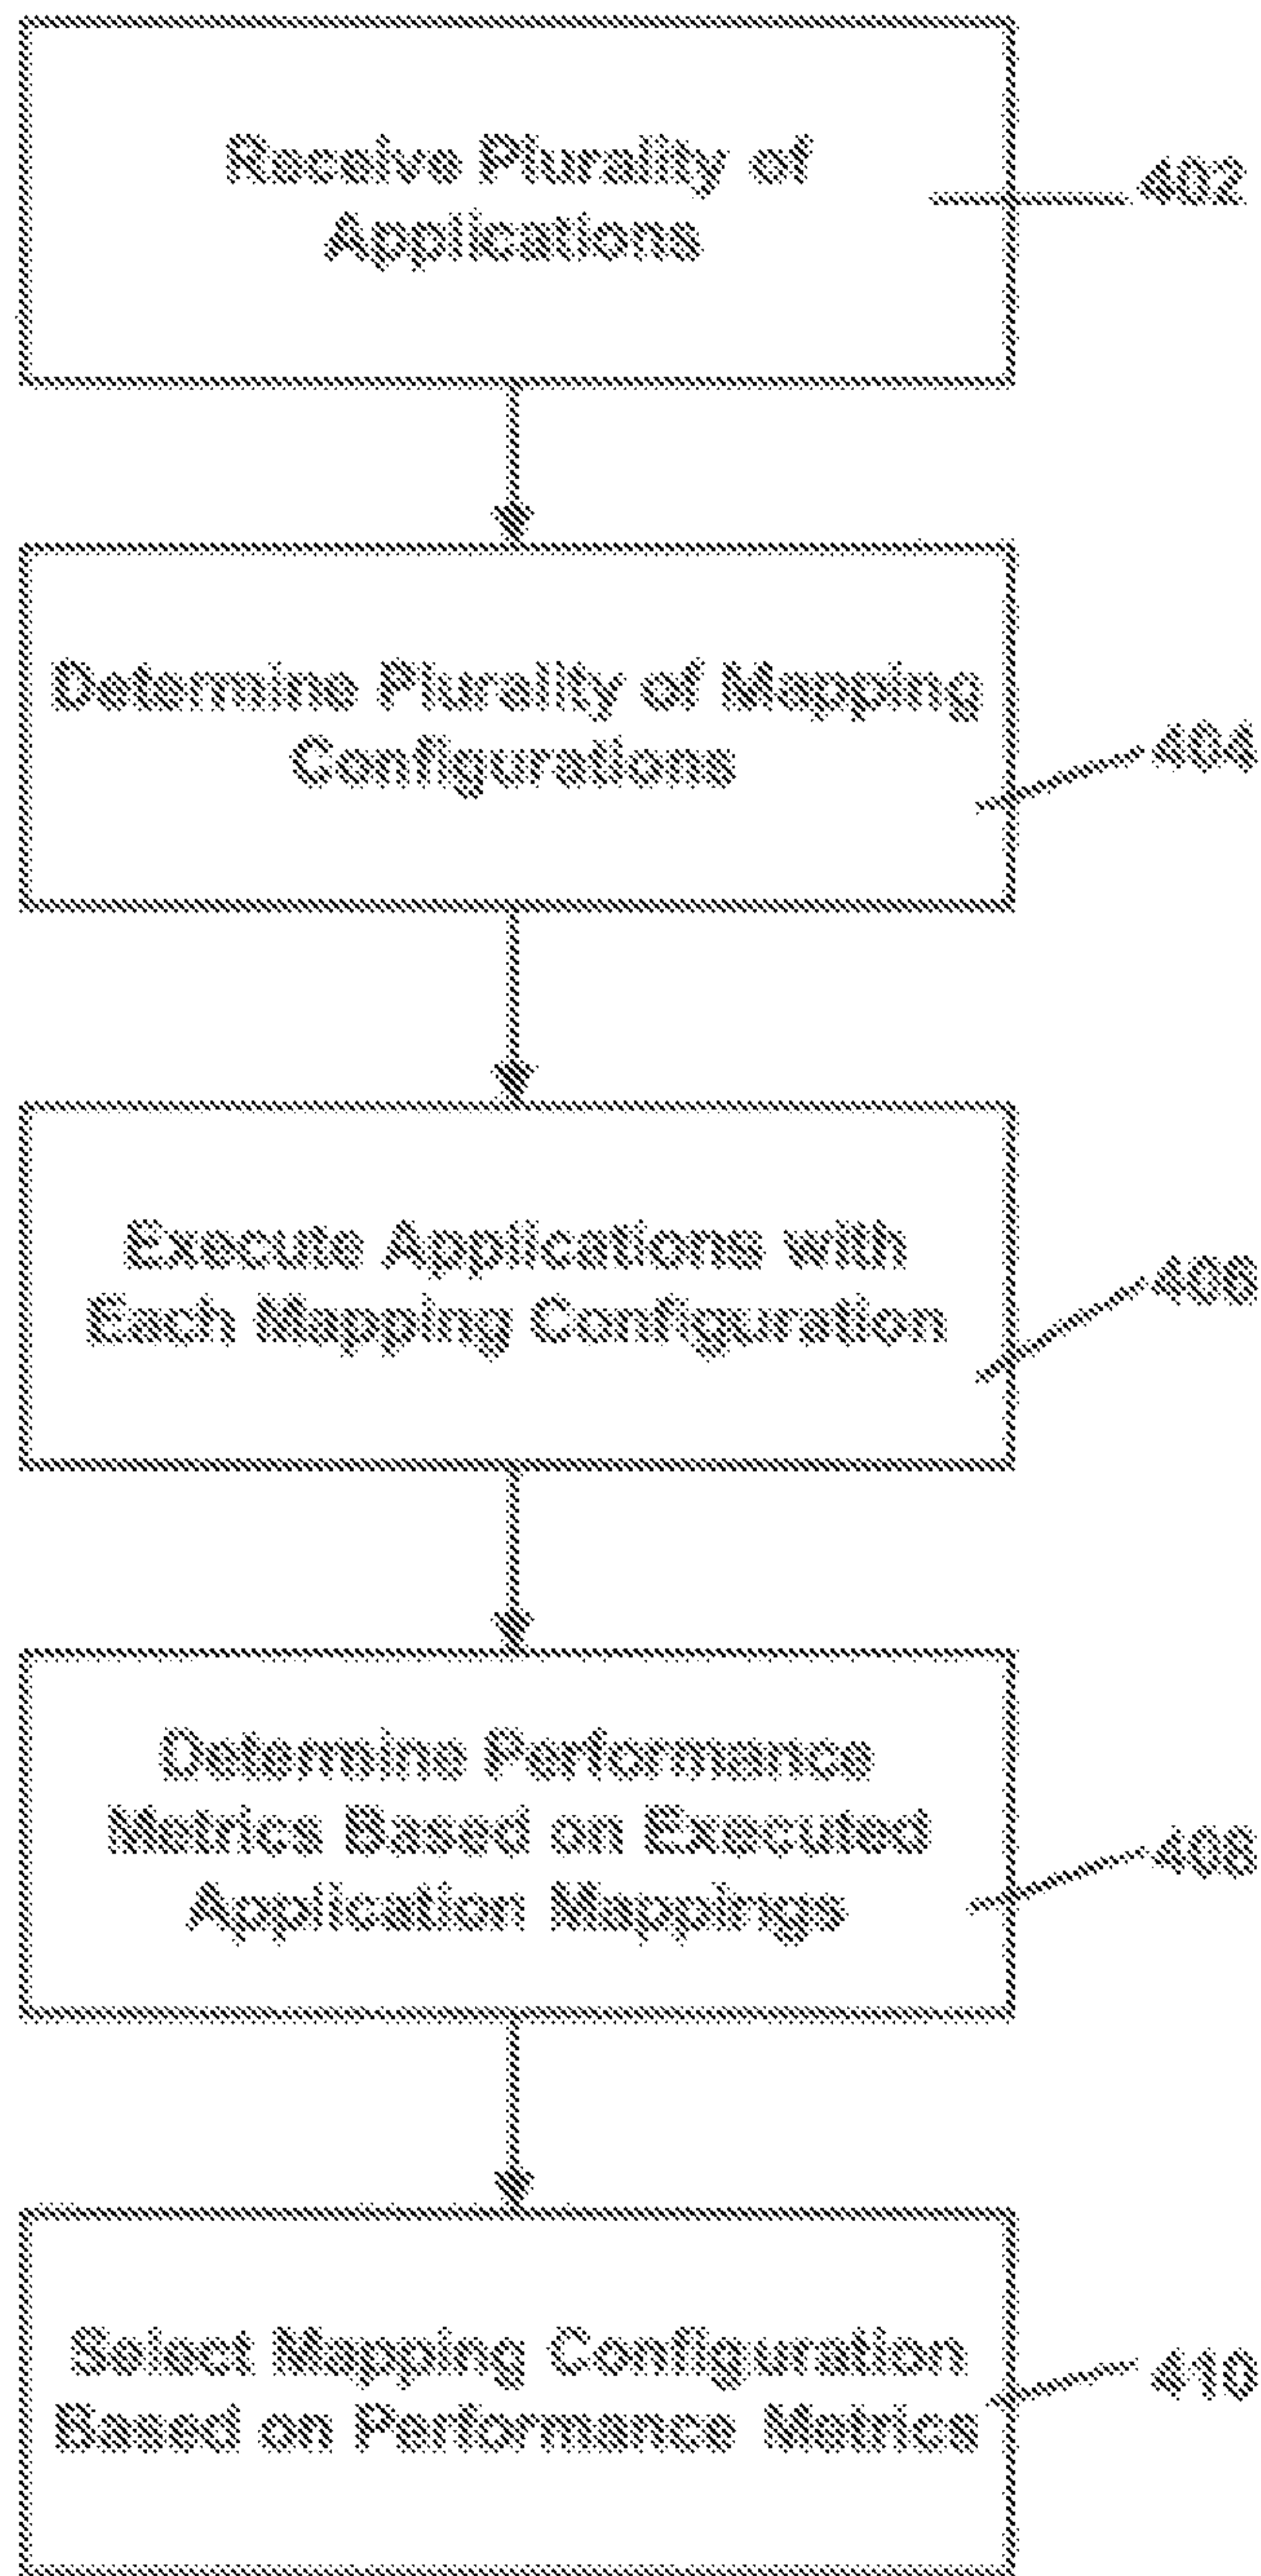 Receive Plurality of
Applications
402
Determine Plurality of Mapping
Configurations
404
Execute Applications with
Each Mapping Configuration
406
Determine Performance
Metrics Based on Executed
Application Mappings
408
Select Mapping Configuration
Based on Performance Metrics
410